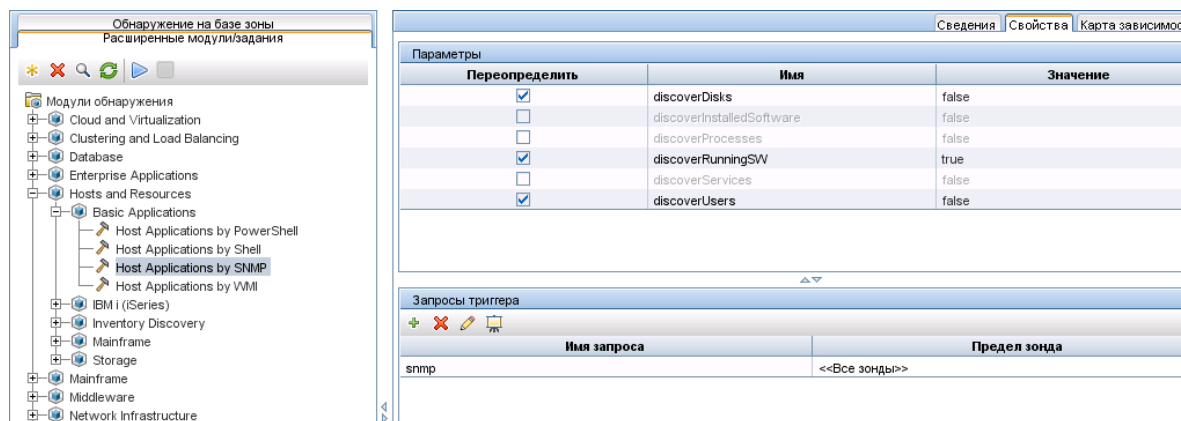 Обнаружение на базе зоны
Расширенные модули/задания
Модули обнаружения
Cloud and Virtualization
Clustering and Load Balancing
Database
Enterprise Applications
Hosts and Resources
Basic Applications
Host Applications by PowerShell
Host Applications by Shell
Host Applications by SNMP
Host Applications by WMI
IBM i (iSeries)
Inventory Discovery
Mainframe
Storage
Mainframe
Middleware
Network Infrastructure
Сведения Свойства Карта зависимос
Параметры
Переопределить Имя Значение
discoverDisks false
discoverInstalledSoftware false
discoverProcesses false
discoverRunningSW true
discoverServices false
discoverUsers false
Запросы триггера
Имя запроса Предел зонда
snmp <<Все зонды>>